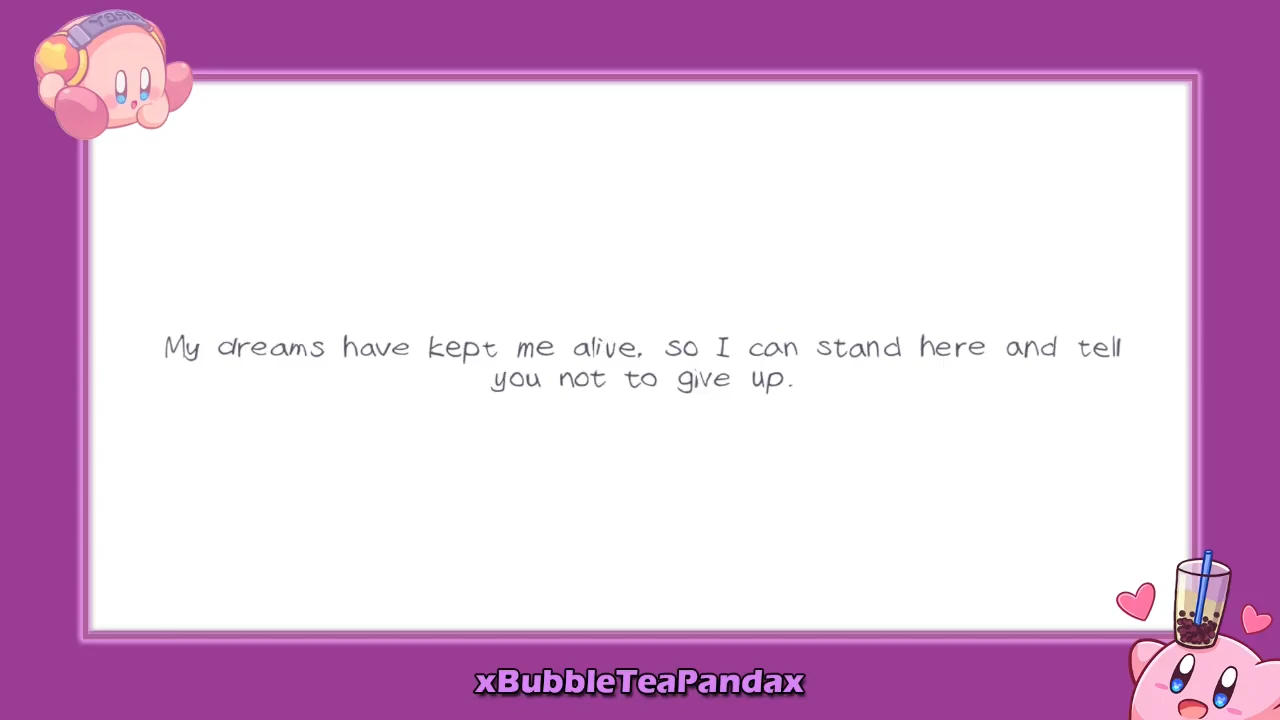 My dreams have kept me alive, so I can stand here and tell
you not to give up.
xBubbleTeaPandax